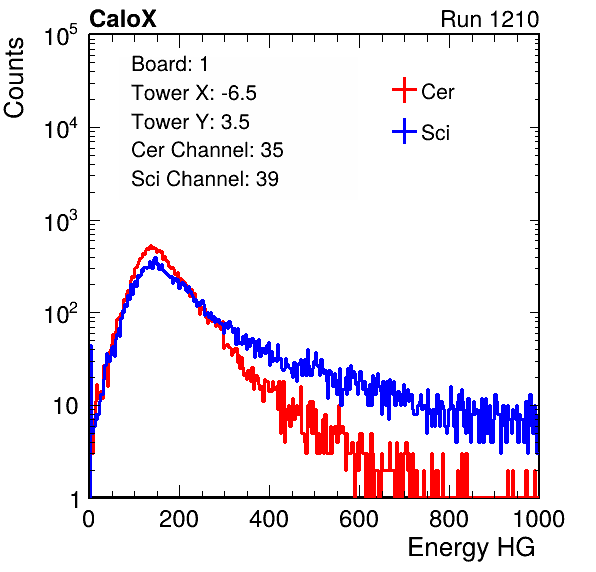 CaloX Run 1210
Counts
10^5
10^4
10^3
10^2
10
1
Board: 1
Tower X: -6.5
Tower Y: 3.5
Cer Channel: 35
Sci Channel: 39
Cer
Sci
0 200 400 600 800 1000
Energy HG